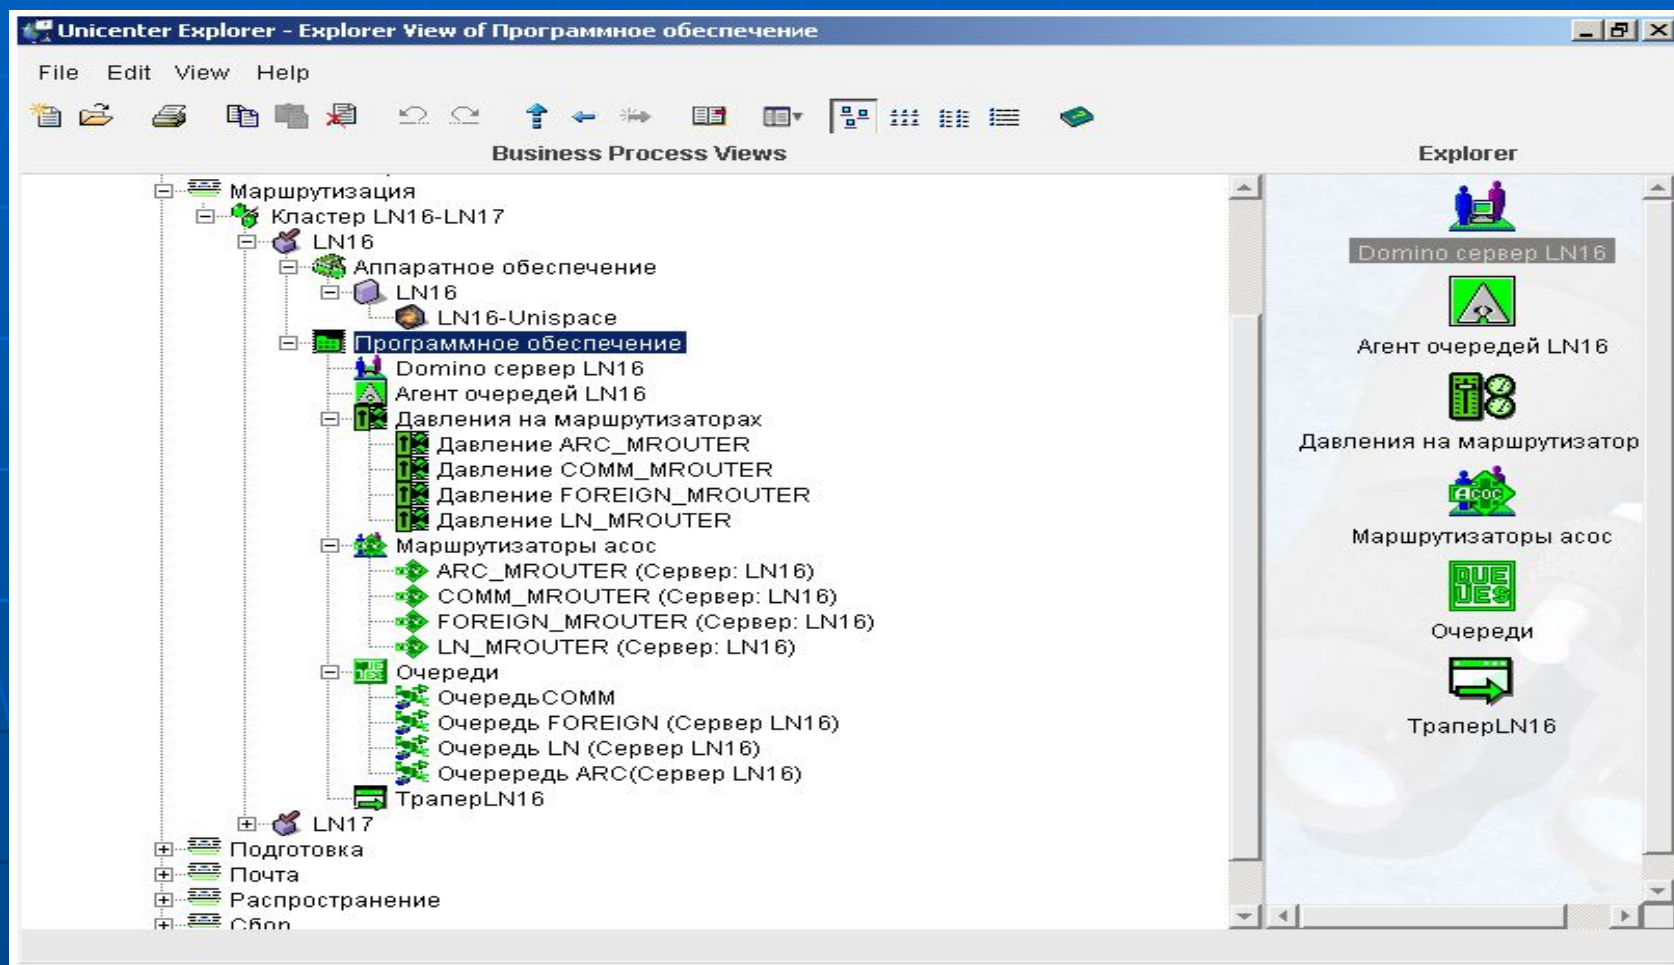 Unicenter Explorer - Explorer View of Программное обеспечение
File Edit View Help
Business Process Views
Explorer
Маршрутизация
Кластер LN16-LN17
LN16
Аппаратное обеспечение
LN16
LN16-Unispace
Программное обеспечение
Domino сервер LN16
Агент очередей LN16
Давления на маршрутизаторах
Давление ARC_MROUTER
Давление COMM_MROUTER
Давление FOREIGN_MROUTER
Давление LN_MROUTER
Маршрутизаторы асос
ARC_MROUTER (Сервер: LN16)
COMM_MROUTER (Сервер: LN16)
FOREIGN_MROUTER (Сервер: LN16)
LN_MROUTER (Сервер: LN16)
Очереди
ОчередьCOMM
Очередь FOREIGN (Сервер LN16)
Очередь LN (Сервер LN16)
Очерередь ARC(Сервер LN16)
ТраперLN16
LN17
Подготовка
Почта
Распространение
Сбор
Domino сервер LN16
Агент очередей LN16
Давления на маршрутизатор
Асос
Маршрутизаторы асос
QUE
UES
Очереди
ТраперLN16